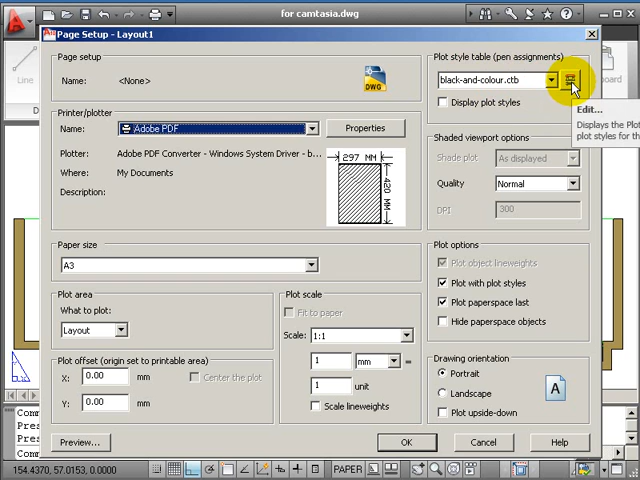 for camtasia.dwg
Page Setup - Layout1
Page setup
Name: <None>
DWG
Plot style table (pen assignments)
black-and-colour.ctb
Display plot styles
Edit...
Displays the Plot
plot styles for th
Printer/plotter
Name: Adobe PDF
Properties
Plotter: Adobe PDF Converter - Windows System Driver - b...
Where: My Documents
Description:
297 MM
420 MM
Shaded viewport options
Shade plot As displayed
Quality Normal
DPI 300
Paper size
A3
Plot options
Plot object lineweights
Plot with plot styles
Plot paperspace last
Hide paperspace objects
Plot area
What to plot:
Layout
Plot scale
Fit to paper
Scale: 1:1
1 mm =
1 unit
Scale lineweights
Plot offset (origin set to printable area)
X: 0.00 mm Center the plot
Y: 0.00 mm
Drawing orientation
Portrait
Landscape
Plot upside-down
A
Preview...
OK
Cancel
Help
Line
Comm
Pres
Pres
Comm
154.4370, 57.0153, 0.0000
PAPER